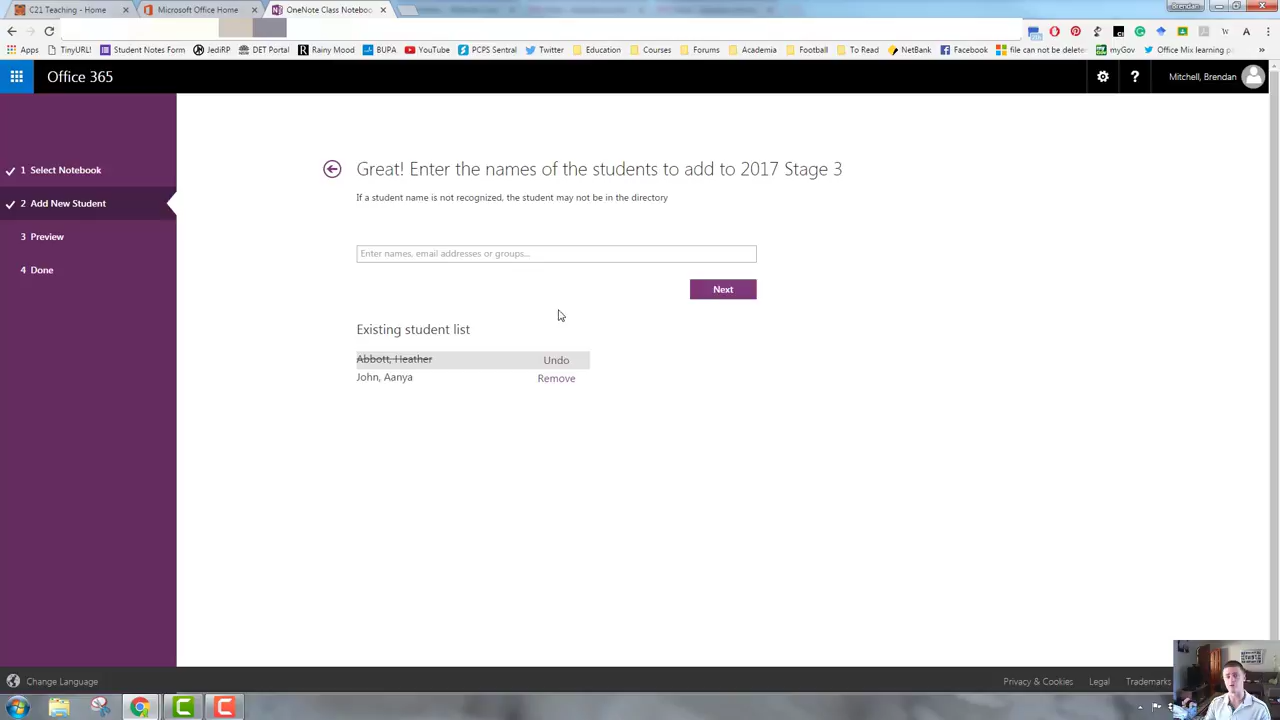 C21 Teaching - Home
Microsoft Office Home
OneNote Class Notebo
Brendan
Apps
TinyURL!
Student Notes Form
JediRP
DET Portal
Rainy Mood
BUPA
YouTube
PCPS Sentral
Twitter
Education
Courses
Forums
Academia
Football
To Read
NetBank
Facebook
file can not be delete
myGov
Office Mix learning p
Office 365
?
Mitchell, Brendan
1 Select Notebook
2 Add New Student
3 Preview
4 Done
Great! Enter the names of the students to add to 2017 Stage 3
If a student name is not recognized, the student may not be in the directory
Enter names, email addresses or groups...
Next
Existing student list
Abbott, Heather Undo
John, Aanya Remove
Change Language
Privacy & Cookies
Legal
Trademarks